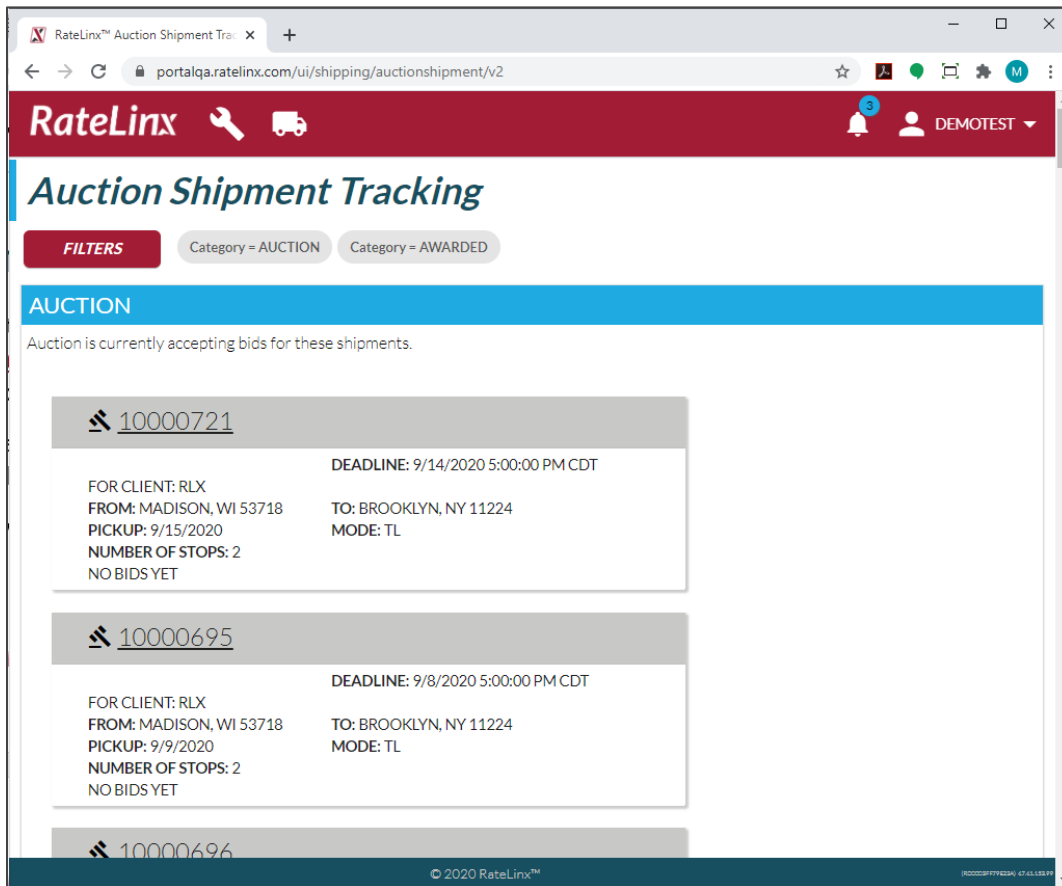 RateLinx™ Auction Shipment Trac
portalqa.ratelinx.com/ui/shipping/auctionshipment/v2
M
RateLinx
3
DEMOTEST
Auction Shipment Tracking
FILTERS
Category = AUCTION
Category = AWARDED
AUCTION
Auction is currently accepting bids for these shipments.
10000721
DEADLINE: 9/14/2020 5:00:00 PM CDT
FOR CLIENT: RLX
FROM: MADISON, WI 53718 TO: BROOKLYN, NY 11224
PICKUP: 9/15/2020 MODE: TL
NUMBER OF STOPS: 2
NO BIDS YET
10000695
DEADLINE: 9/8/2020 5:00:00 PM CDT
FOR CLIENT: RLX
FROM: MADISON, WI 53718 TO: BROOKLYN, NY 11224
PICKUP: 9/9/2020 MODE: TL
NUMBER OF STOPS: 2
NO BIDS YET
10000696
© 2020 RateLinx™